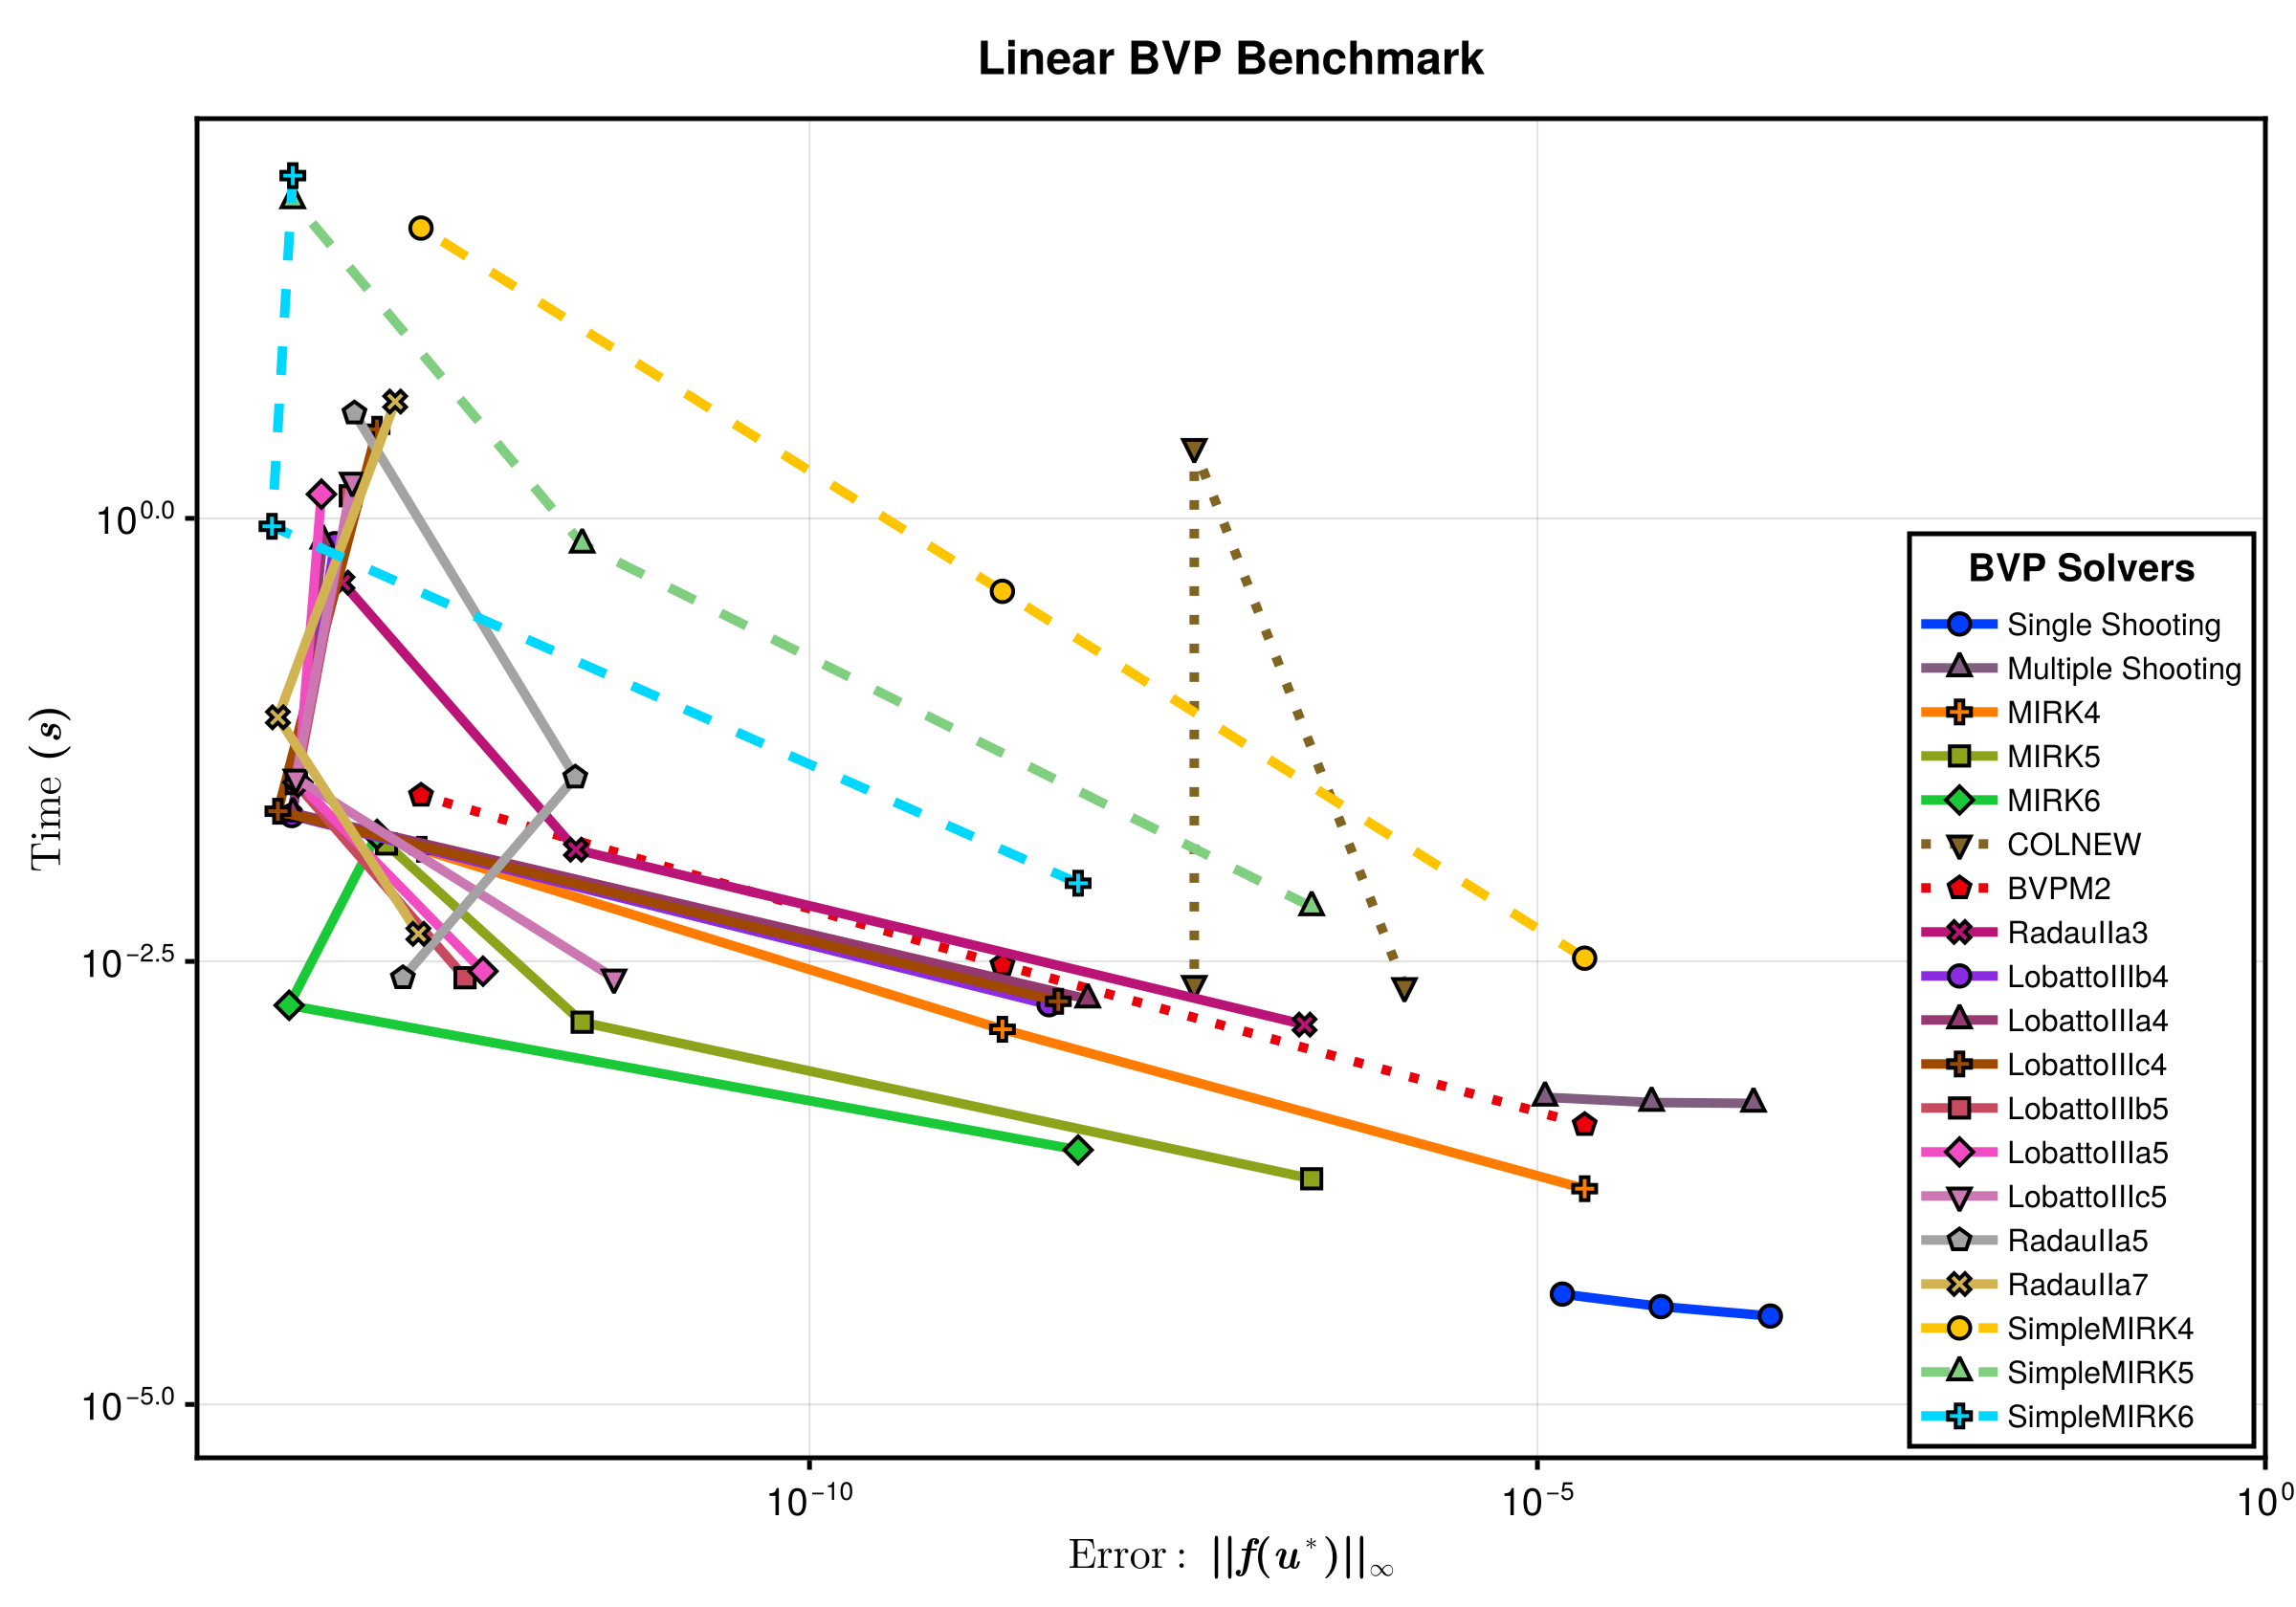 Linear BVP Benchmark
Time (s)
10^0.0
10^−2.5
10^−5.0
10^−10
10^−5
10^0
Error: ||f(u*)||∞
BVP Solvers
Single Shooting
Multiple Shooting
MIRK4
MIRK5
MIRK6
COLNEW
BVPM2
RadauIIa3
LobattoIIIb4
LobattoIIIa4
LobattoIIIc4
LobattoIIIb5
LobattoIIIa5
LobattoIIIc5
RadauIIa5
RadauIIa7
SimpleMIRK4
SimpleMIRK5
SimpleMIRK6